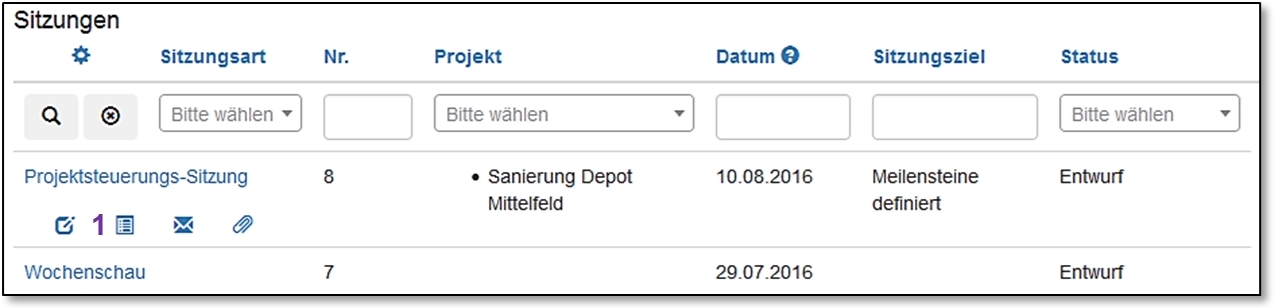 Sitzungen
Sitzungsart Nr. Projekt Datum ? Sitzungsziel Status
Bitte wählen Bitte wählen Bitte wählen
Projektsteuerungs-Sitzung 8 • Sanierung Depot 10.08.2016 Meilensteine Entwurf
Mittelfeld definiert
1
Wochenschau 7 29.07.2016 Entwurf